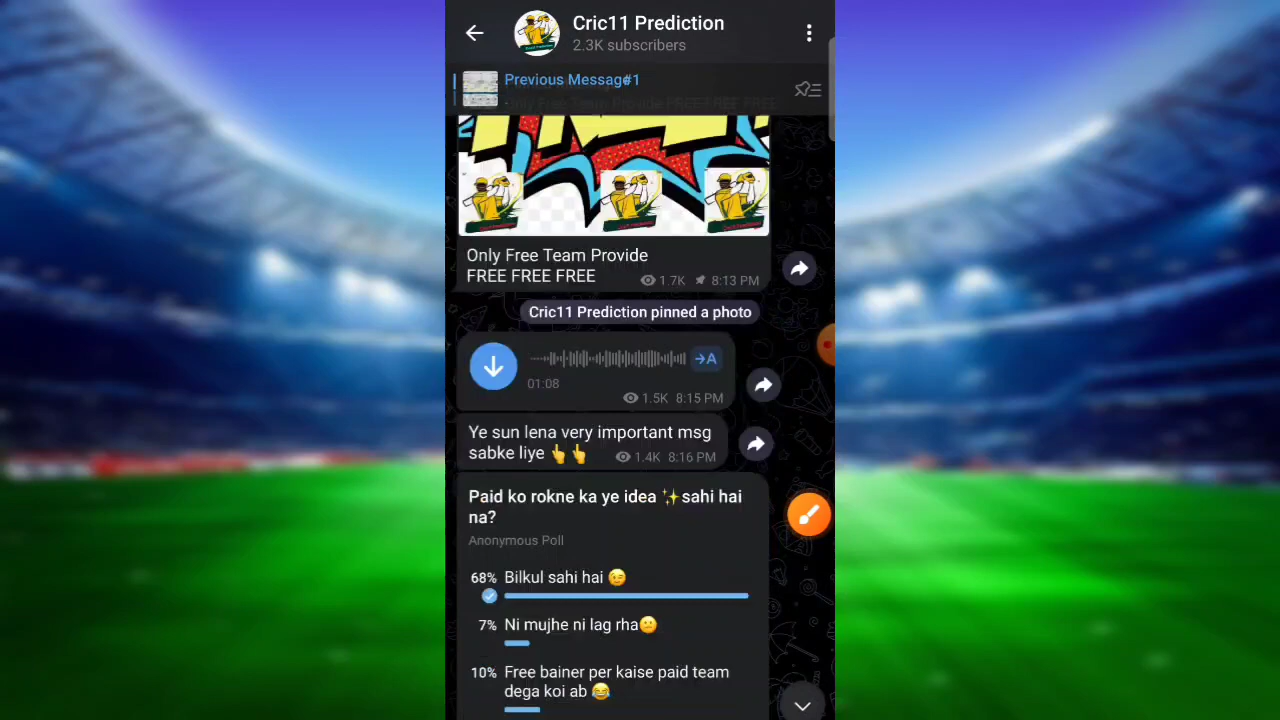 Cric11 Prediction
2.3K subscribers
Previous Messag#1
Only Free Team Provide
FREE FREE FREE
1.7K 8:13 PM
Cric11 Prediction pinned a photo
→A
01:08
1.5K 8:15 PM
Ye sun lena very important msg
sabke liye 👆👆 1.4K 8:16 PM
Paid ko rokne ka ye idea ✨sahi hai
na?
Anonymous Poll
68% Bilkul sahi hai 😉
7% Ni mujhe ni lag rha😕
10% Free bainer per kaise paid team
dega koi ab 😂